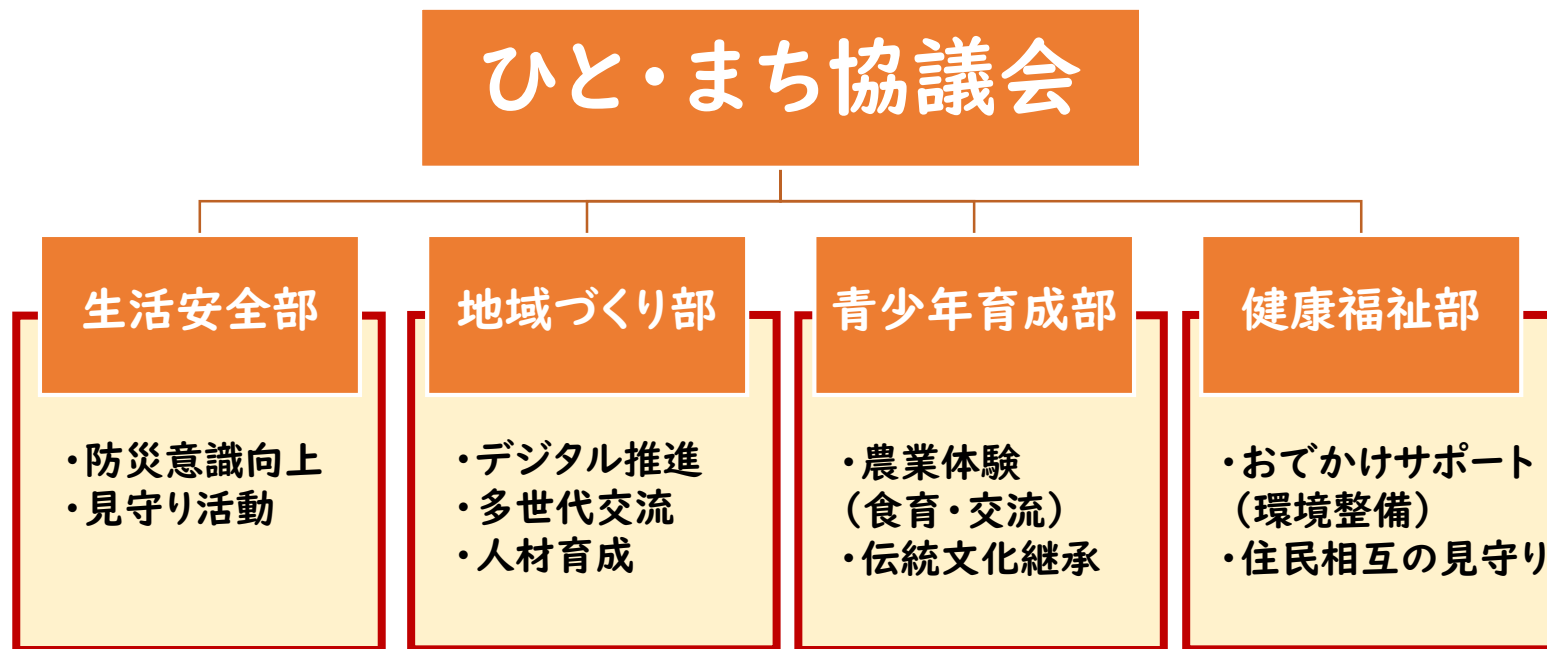 ひと・まち協議会
生活安全部
・防災意識向上
・見守り活動
地域づくり部
・デジタル推進
・多世代交流
・人材育成
青少年育成部
・農業体験
（食育・交流）
・伝統文化継承
健康福祉部
・おでかけサポート
（環境整備）
・住民相互の見守り